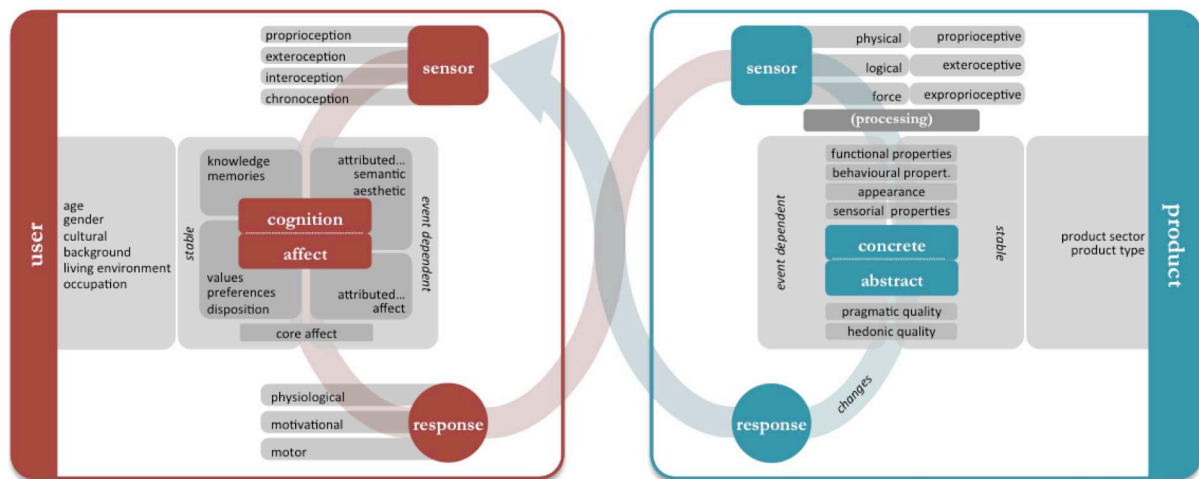 user
proprioception
exteroception
interoception
chronoception
sensor
age
gender
cultural
background
living environment
occupation
stable
knowledge
memories
attributed...
semantic
aesthetic
cognition
affect
values
preferences
disposition
attributed...
affect
event dependent
core affect
physiological
motivational
motor
response
sensor
physical proprioceptive
logical exteroceptive
force exproprioceptive
(processing)
event dependent
functional properties
behavioural propert.
appearance
sensorial properties
concrete
abstract
pragmatic quality
hedonic quality
stable
product sector
product type
response
changes
product